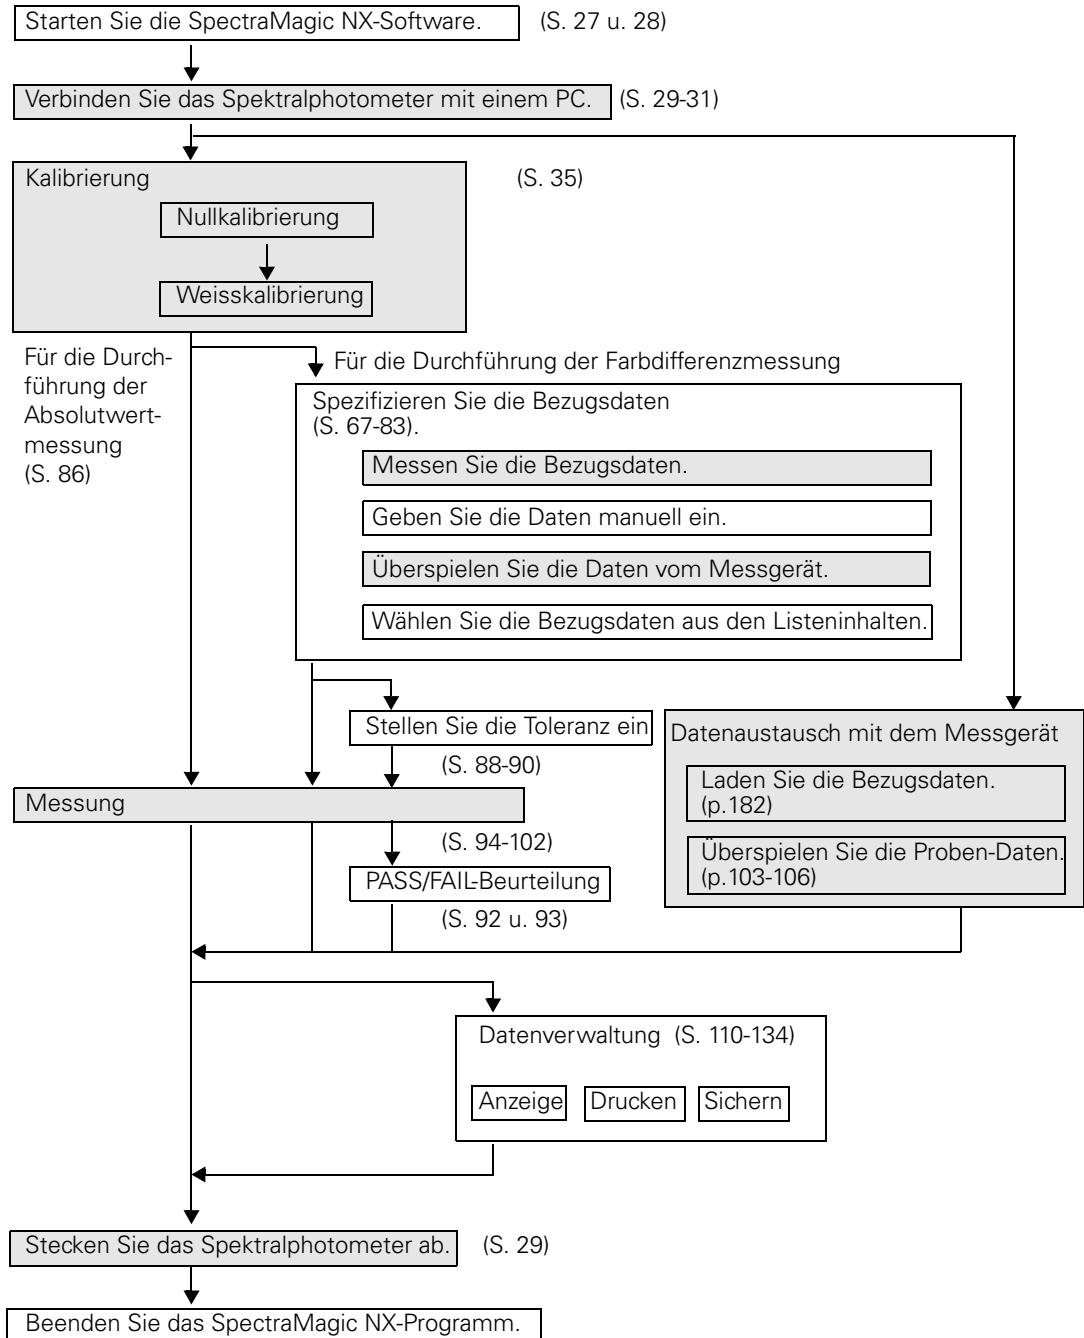 Starten Sie die SpectraMagic NX-Software. (S. 27 u. 28)
Verbinden Sie das Spektralphotometer mit einem PC. (S. 29-31)
Kalibrierung (S. 35)
Nullkalibrierung
Weisskalibrierung
Für die Durch-
führung der
Absolutwert-
messung
(S. 86)
Für die Durchführung der Farbdifferenzmessung
Spezifizieren Sie die Bezugsdaten
(S. 67-83).
Messen Sie die Bezugsdaten.
Geben Sie die Daten manuell ein.
Überspielen Sie die Daten vom Messgerät.
Wählen Sie die Bezugsdaten aus den Listeninhalten.
Stellen Sie die Toleranz ein
(S. 88-90)
Datenaustausch mit dem Messgerät
Laden Sie die Bezugsdaten.
(p.182)
Überspielen Sie die Proben-Daten.
(p.103-106)
Messung
(S. 94-102)
PASS/FAIL-Beurteilung
(S. 92 u. 93)
Datenverwaltung (S. 110-134)
Anzeige Drucken Sichern
Stecken Sie das Spektralphotometer ab. (S. 29)
Beenden Sie das SpectraMagic NX-Programm.